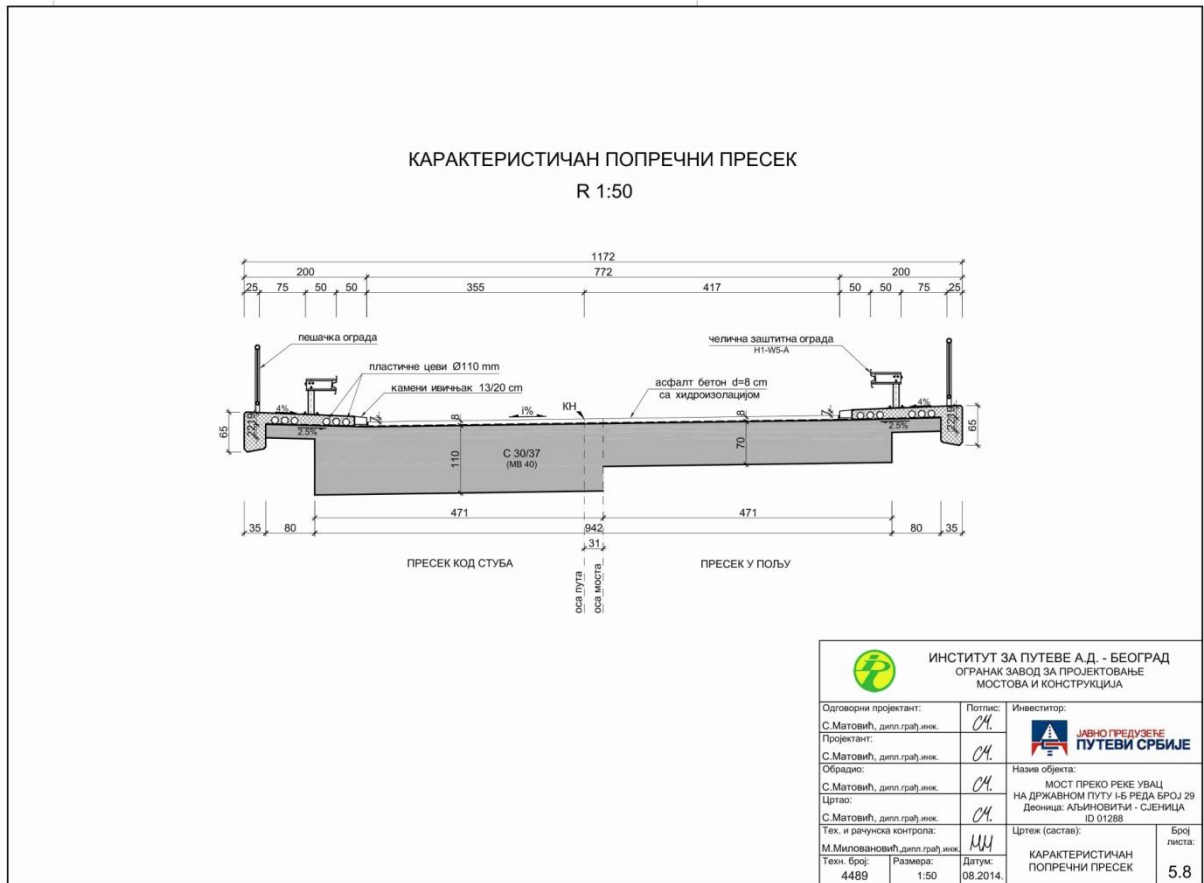 КАРАКТЕРИСТИЧАН ПОПРЕЧНИ ПРЕСЕК
R 1:50
1172
200 772 200
25 75 50 50 355 417 50 50 75 25
пешачка ограда
челична заштитна ограда
H1-W5-A
пластичне цеви Ø110 mm
камени ивичњак 13/20 cm
асфалт бетон d=8 cm
са хидроизолацијом
4% 7 8 i% КН 8 7 4%
65 2.5% 2.5% 65
110 C 30/37 70
(МВ 40)
471 471
35 80 942 80 35
31
ПРЕСЕК КОД СТУБА
ПРЕСЕК У ПОЉУ
оса пута
оса моста
ИНСТИТУТ ЗА ПУТЕВЕ А.Д. - БЕОГРАД
ОГРАНАК ЗАВОД ЗА ПРОЈЕКТОВАЊЕ
МОСТОВА И КОНСТРУКЦИЈА
Одговорни пројектант: Потпис: Инвеститор:
С.Матовић, дипл.грађ.инж. СМ.
ЈАВНО ПРЕДУЗЕЋЕ
ПУТЕВИ СРБИЈЕ
Пројектант:
С.Матовић, дипл.грађ.инж. СМ.
Обрадио: Назив објекта:
С.Матовић, дипл.грађ.инж. СМ.
МОСТ ПРЕКО РЕКЕ УВАЦ
НА ДРЖАВНОМ ПУТУ I-Б РЕДА БРОЈ 29
Деоница: АЉИНОВИЋИ - СЈЕНИЦА
ID 01288
Цртао:
С.Матовић, дипл.грађ.инж. СМ.
Тех. и рачунска контрола: Цртеж (састав): Број
листа:
М.Миловановић,дипл.грађ.инж. ММ
КАРАКТЕРИСТИЧАН
ПОПРЕЧНИ ПРЕСЕК
Техн. број: Размера: Датум:
4489 1:50 08.2014. 5.8